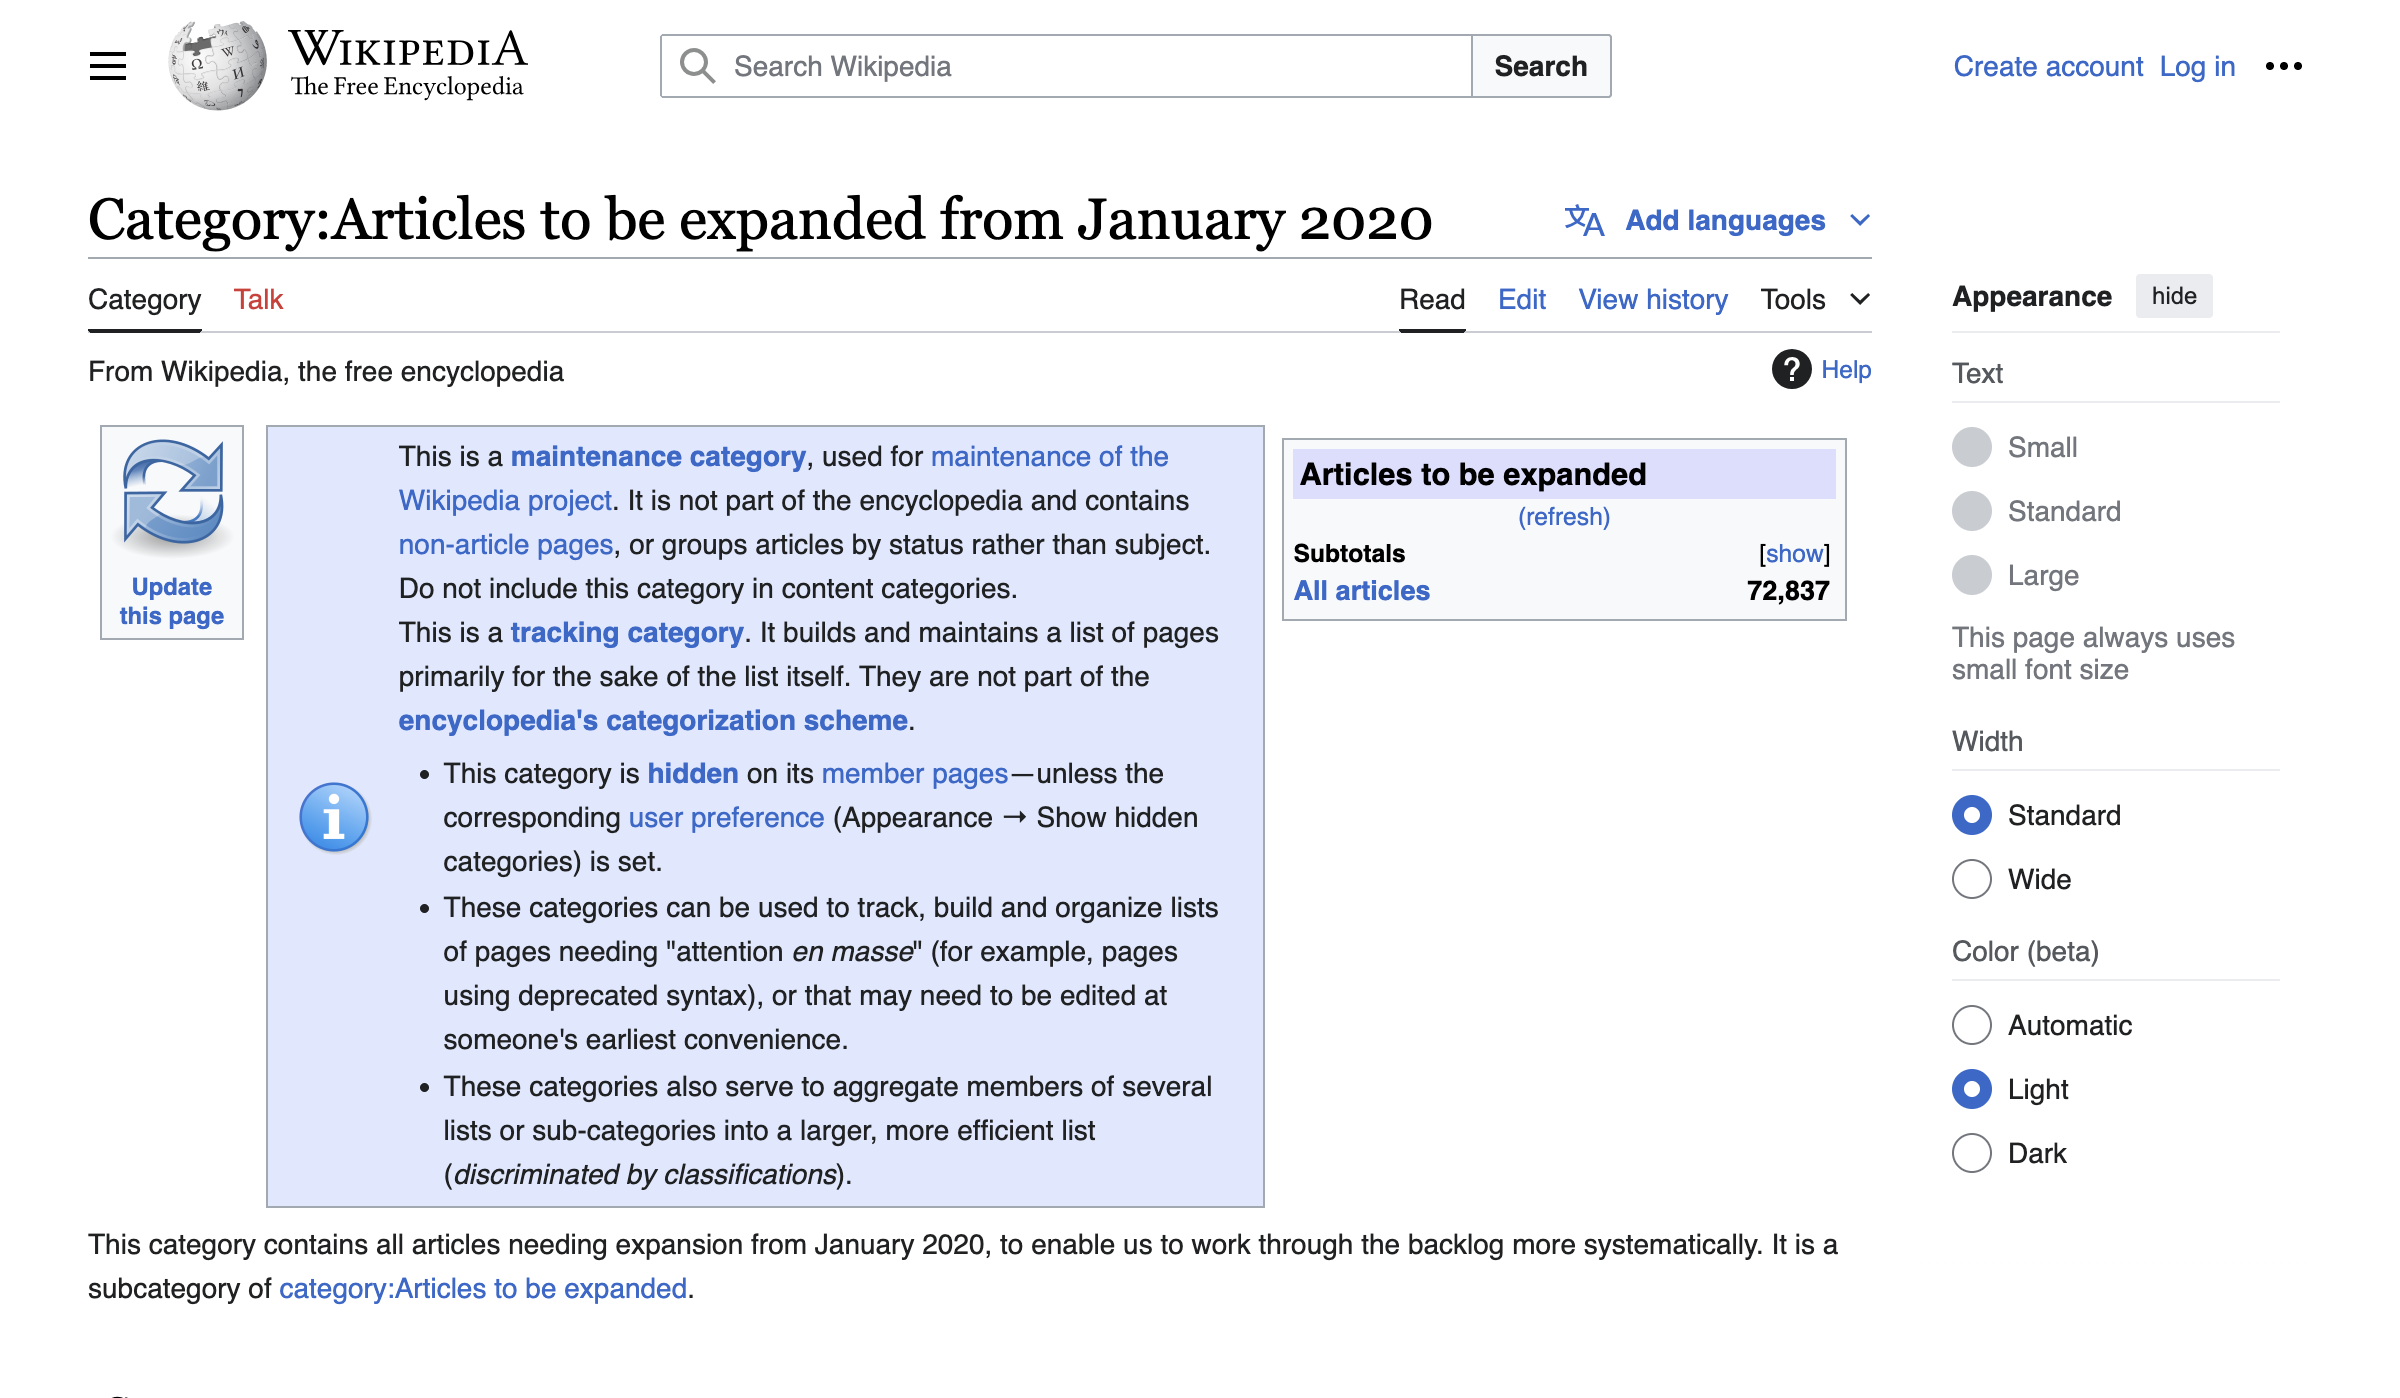 WIKIPEDIA
The Free Encyclopedia
Search Wikipedia
Search
Create account Log in
Category:Articles to be expanded from January 2020
Add languages
Category Talk
Read Edit View history Tools
From Wikipedia, the free encyclopedia
Help
Update
this page
This is a maintenance category, used for maintenance of the
Wikipedia project. It is not part of the encyclopedia and contains
non-article pages, or groups articles by status rather than subject.
Do not include this category in content categories.
This is a tracking category. It builds and maintains a list of pages
primarily for the sake of the list itself. They are not part of the
encyclopedia's categorization scheme.
• This category is hidden on its member pages—unless the
corresponding user preference (Appearance → Show hidden
categories) is set.
• These categories can be used to track, build and organize lists
of pages needing "attention en masse" (for example, pages
using deprecated syntax), or that may need to be edited at
someone's earliest convenience.
• These categories also serve to aggregate members of several
lists or sub-categories into a larger, more efficient list
(discriminated by classifications).
Articles to be expanded
(refresh)
Subtotals [show]
All articles 72,837
This category contains all articles needing expansion from January 2020, to enable us to work through the backlog more systematically. It is a
subcategory of category:Articles to be expanded.
Appearance hide
Text
Small
Standard
Large
This page always uses
small font size
Width
Standard
Wide
Color (beta)
Automatic
Light
Dark